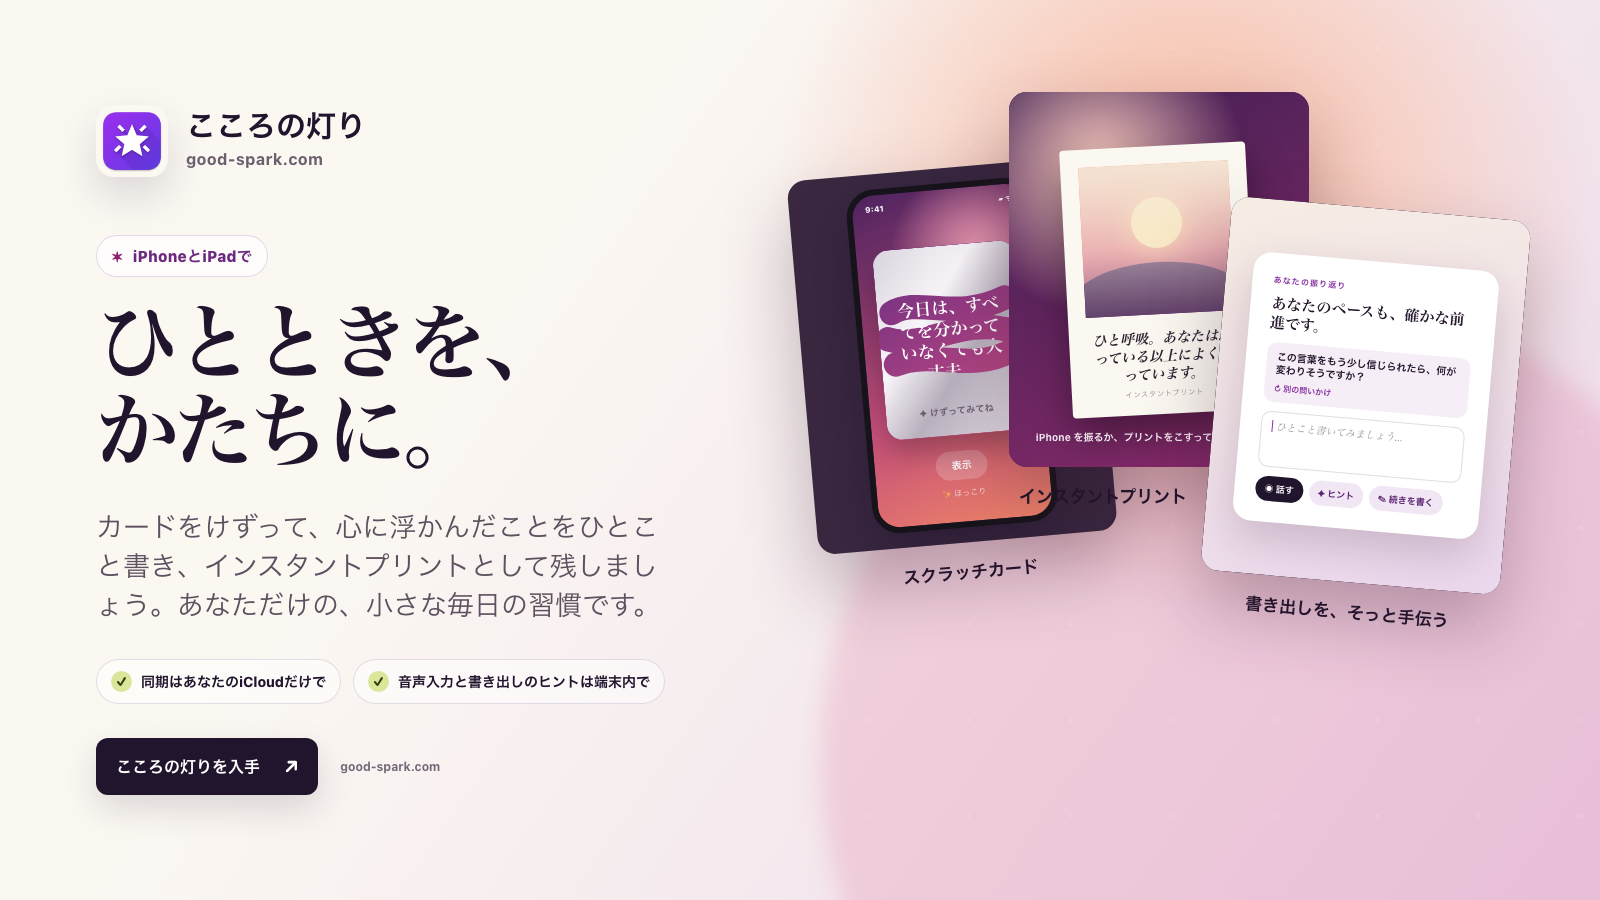 こころの灯り
good-spark.com
iPhoneとiPadで
ひとときを、
かたちに。
カードをけずって、心に浮かんだことをひとこ
と書き、インスタントプリントとして残しまし
ょう。あなただけの、小さな毎日の習慣です。
同期はあなたのiCloudだけで
音声入力と書き出しのヒントは端末内で
こころの灯りを入手
good-spark.com
9:41
今日は、すべ
てを分かって
いなくても大
けずってみてね
表示
ほっこり
スクラッチカード
ひと呼吸。あなたは
っている以上によく
っています。
インスタントプリント
iPhone を振るか、プリントをこすって
インスタントプリント
あなたの振り返り
あなたのペースも、確かな前
進です。
この言葉をもう少し信じられたら、何が
変わりそうですか？
別の問いかけ
ひとこと書いてみましょう...
話す
ヒント
続きを書く
書き出しを、そっと手伝う